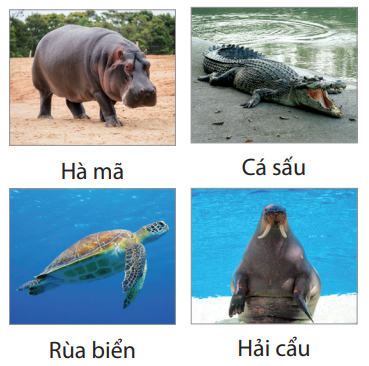 Hà mã
Cá sấu
Rùa biển
Hải cẩu